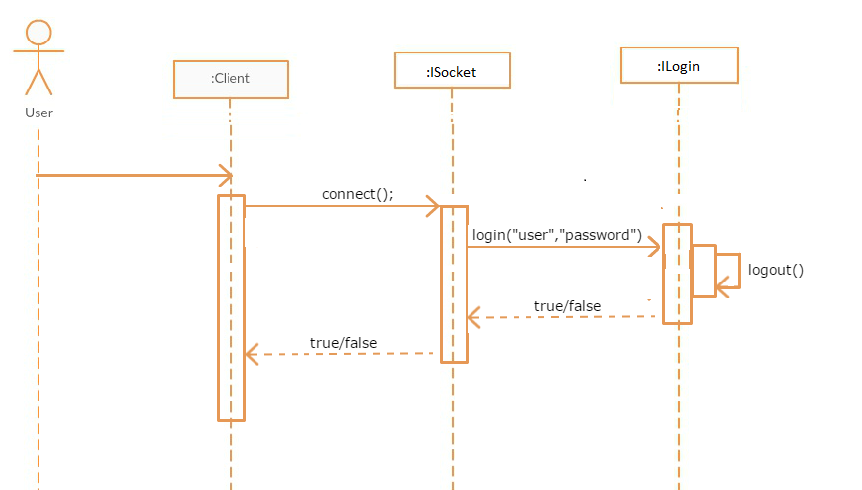 User
:Client
:ISocket
:ILogin
connect();
login("user","password")
logout()
true/false
true/false